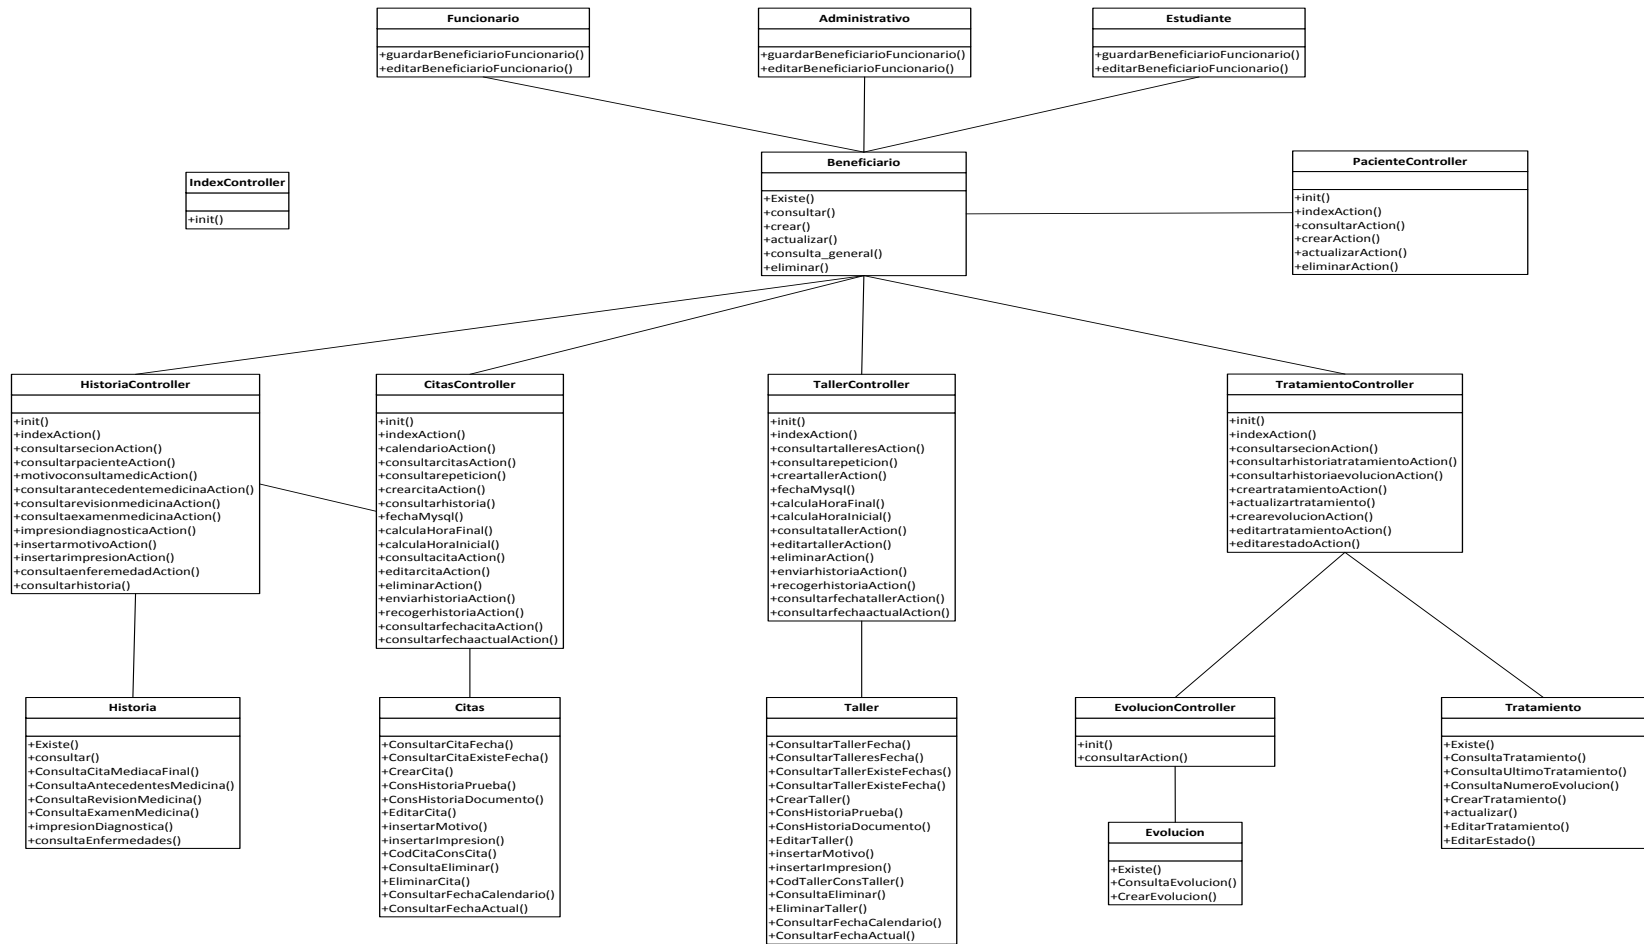 Funcionario
+guardarBeneficiarioFuncionario()
+editarBeneficiarioFuncionario()
Administrativo
+guardarBeneficiarioFuncionario()
+editarBeneficiarioFuncionario()
Estudiante
+guardarBeneficiarioFuncionario()
+editarBeneficiarioFuncionario()
IndexController
+init()
Beneficiario
+Existe()
+consultar()
+crear()
+actualizar()
+consulta_general()
+eliminar()
PacienteController
+init()
+indexAction()
+consultarAction()
+crearAction()
+actualizarAction()
+eliminarAction()
HistoriaController
+init()
+indexAction()
+consultarsecionAction()
+consultarpacienteAction()
+motivoconsultamedicAction()
+consultarantecedentemedicinaAction()
+consultarevisionmedicinaAction()
+consultaexamenmedicinaAction()
+impresiondiagnosticaAction()
+insertarmotivoAction()
+insertarimpresionAction()
+consultaenferemedadAction()
+consultarhistoria()
CitasController
+init()
+indexAction()
+calendarioAction()
+consultarcitasAction()
+consultarepeticion()
+crearcitaAction()
+consultarhistoria()
+fechaMysql()
+calculaHoraFinal()
+calculaHoraInicial()
+consultacitaAction()
+editarcitaAction()
+eliminarAction()
+enviarhistoriaAction()
+recogerhistoriaAction()
+consultarfechacitaAction()
+consultarfechaactualAction()
TallerController
+init()
+indexAction()
+consultartalleresAction()
+consultarepeticion()
+creartallerAction()
+fechaMysql()
+calculaHoraFinal()
+calculaHoraInicial()
+consultatallerAction()
+editartallerAction()
+eliminarAction()
+enviarhistoriaAction()
+recogerhistoriaAction()
+consultarfechatallerAction()
+consultarfechaactualAction()
TratamientoController
+init()
+indexAction()
+consultarsecionAction()
+consultarhistoriatratamientoAction()
+consultarhistoriaevolucionAction()
+creartratamientoAction()
+actualizartratamiento()
+crearevolucionAction()
+editartratamientoAction()
+editarestadoAction()
Historia
+Existe()
+consultar()
+ConsultaCitaMediacaFinal()
+ConsultaAntecedentesMedicina()
+ConsultaRevisionMedicina()
+ConsultaExamenMedicina()
+impresionDiagnostica()
+consultaEnfermedades()
Citas
+ConsultarCitaFecha()
+ConsultarCitaExisteFecha()
+CrearCita()
+ConsHistoriaPrueba()
+ConsHistoriaDocumento()
+EditarCita()
+insertarMotivo()
+insertarImpresion()
+CodCitaConsCita()
+ConsultaEliminar()
+EliminarCita()
+ConsultarFechaCalendario()
+ConsultarFechaActual()
Taller
+ConsultarTallerFecha()
+ConsultarTalleresFecha()
+ConsultarTallerExisteFechas()
+ConsultarTallerExisteFecha()
+CrearTaller()
+ConsHistoriaPrueba()
+ConsHistoriaDocumento()
+EditarTaller()
+insertarMotivo()
+insertarImpresion()
+CodTallerConsTaller()
+ConsultaEliminar()
+EliminarTaller()
+ConsultarFechaCalendario()
+ConsultarFechaActual()
EvolucionController
+init()
+consultarAction()
Evolucion
+Existe()
+ConsultaEvolucion()
+CrearEvolucion()
Tratamiento
+Existe()
+ConsultaTratamiento()
+ConsultaUltimoTratamiento()
+ConsultaNumeroEvolucion()
+CrearTratamiento()
+actualizar()
+EditarTratamiento()
+EditarEstado()